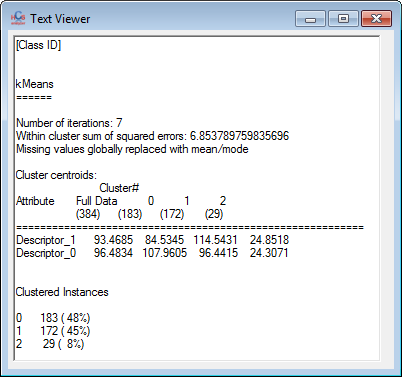 Text Viewer
[Class ID]
kMeans
======
Number of iterations: 7
Within cluster sum of squared errors: 6.853789759835696
Missing values globally replaced with mean/mode
Cluster centroids:
Cluster#
Attribute Full Data 0 1 2
(384) (183) (172) (29)
==========================================================
Descriptor_1 93.4685 84.5345 114.5431 24.8518
Descriptor_0 96.4834 107.9605 96.4415 24.3071
Clustered Instances
0 183 ( 48%)
1 172 ( 45%)
2 29 ( 8%)